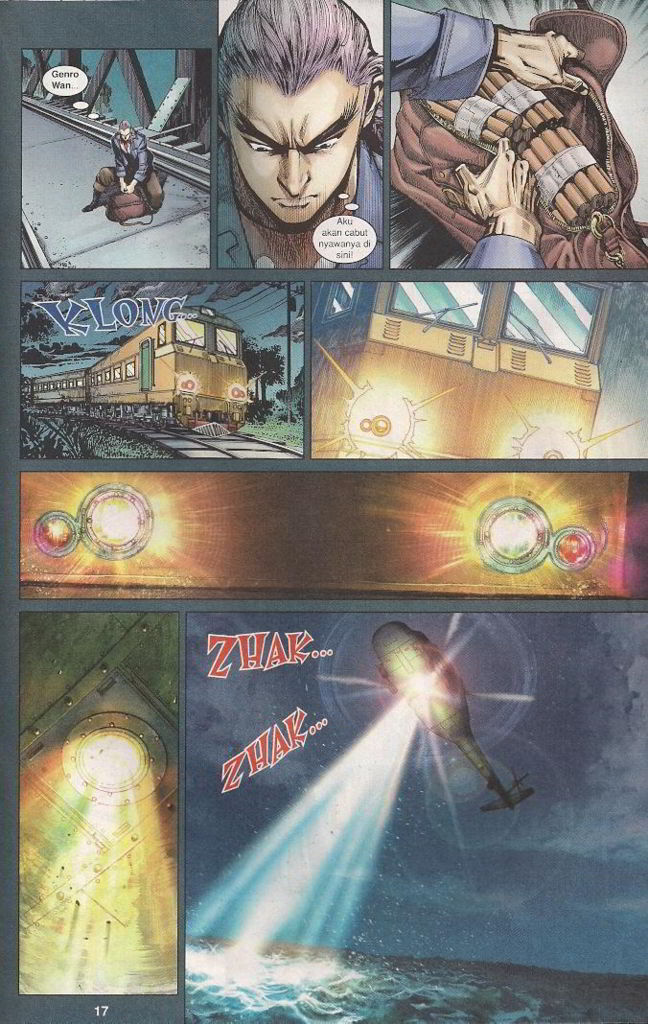 Genro
Wan...
Aku
akan cabut
nyawanya di
sini!
KLONG...
ZHAK...
ZHAK...
17